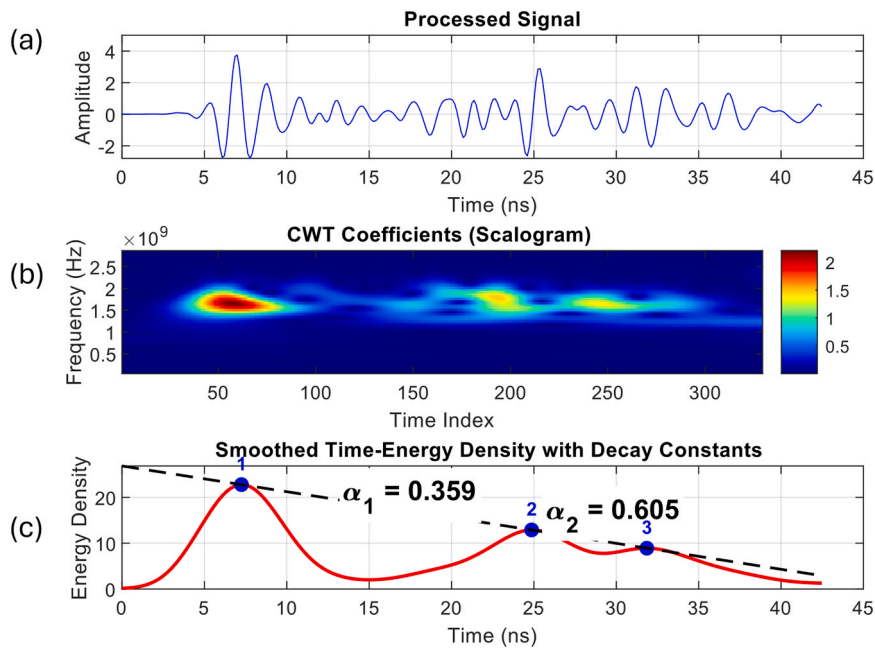 (a)
Processed Signal
Amplitude
4
2
0
-2
0 5 10 15 20 25 30 35 40 45
Time (ns)
(b)
×10⁹
CWT Coefficients (Scalogram)
Frequency (Hz)
2.5
2
1.5
1
0.5
50 100 150 200 250 300
Time Index
2
1.5
1
0.5
(c)
Smoothed Time-Energy Density with Decay Constants
Energy Density
20
10
0
1
α₁ = 0.359
2
α₂ = 0.605
3
0 5 10 15 20 25 30 35 40 45
Time (ns)